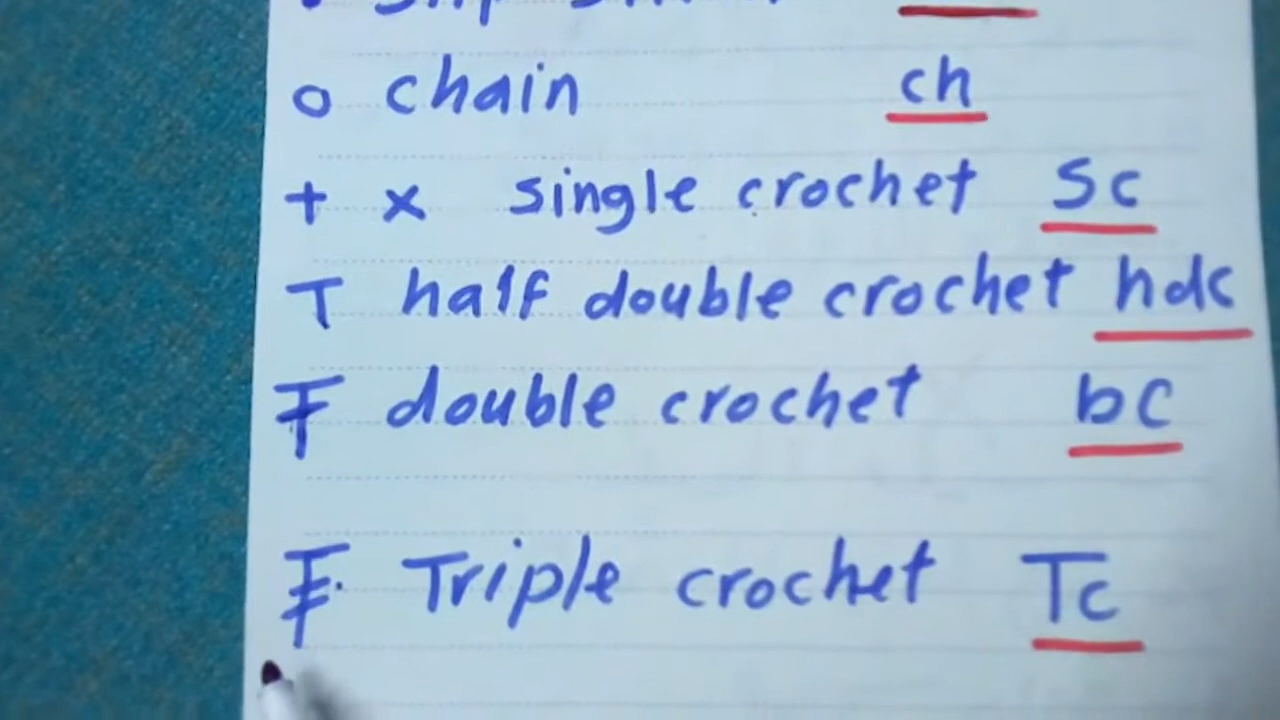 o chain ch
+ x single crochet Sc
T half double crochet hdc
double crochet bC
Triple crochet Tc